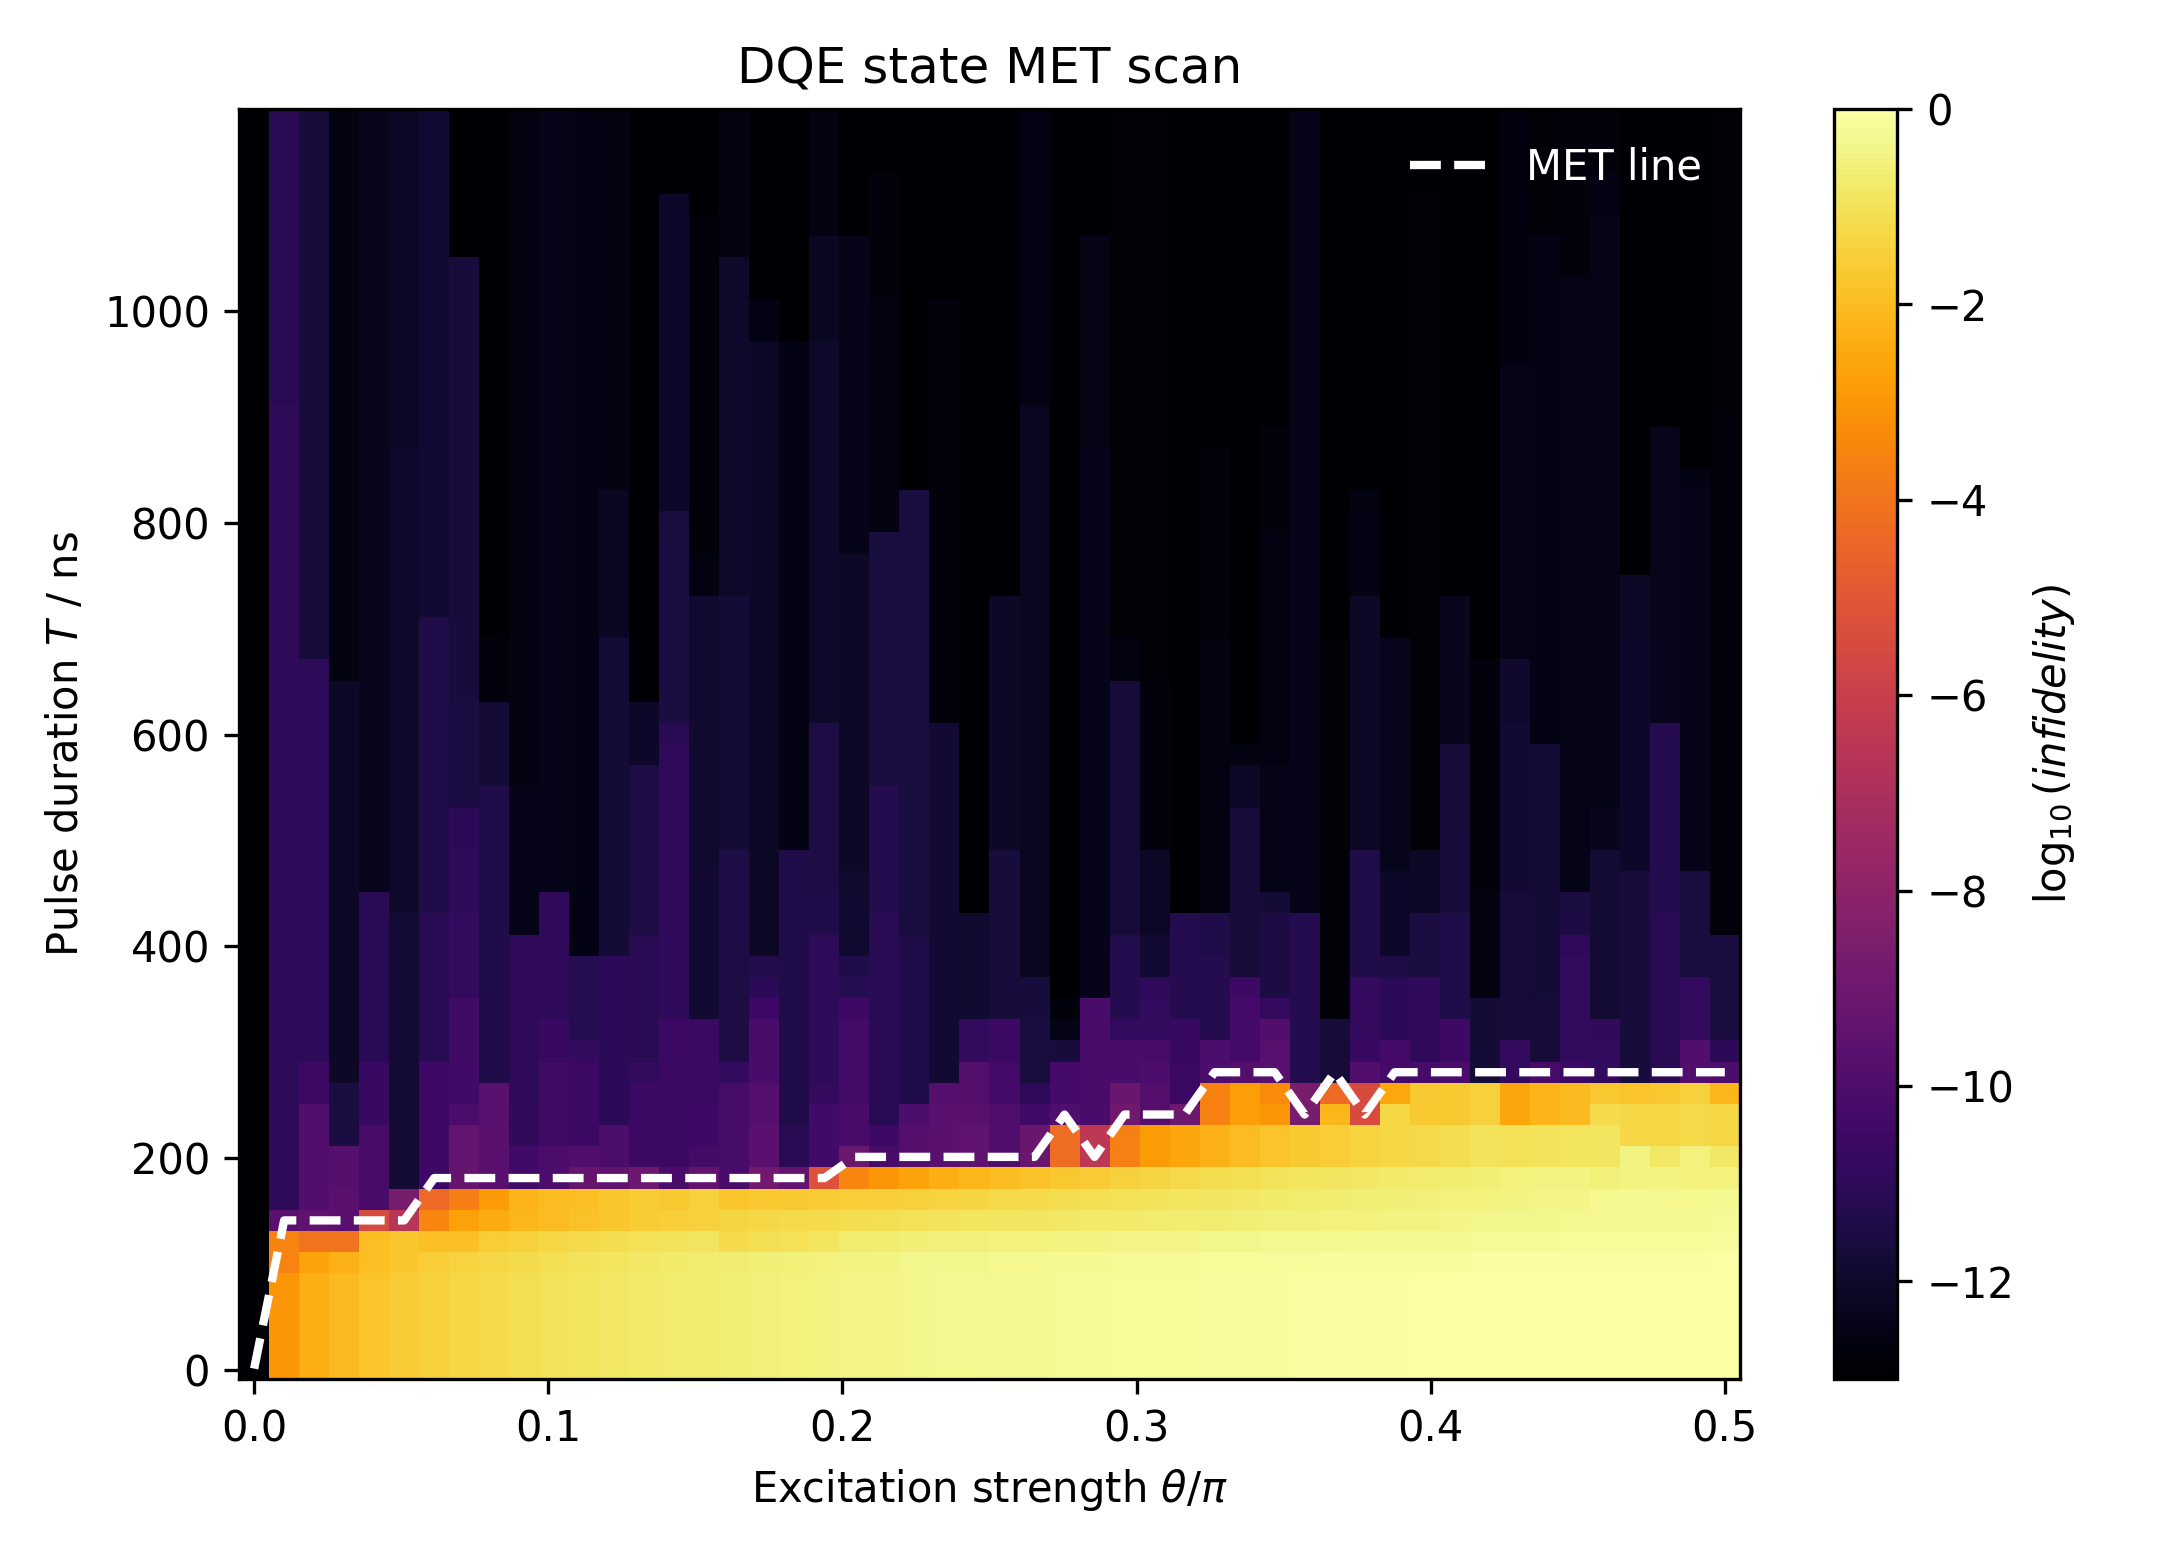 DQE state MET scan
MET line
Pulse duration T / ns
1000
800
600
400
200
0
0.0 0.1 0.2 0.3 0.4 0.5
Excitation strength θ/π
0
−2
−4
−6
−8
−10
−12
log₁₀(infidelity)